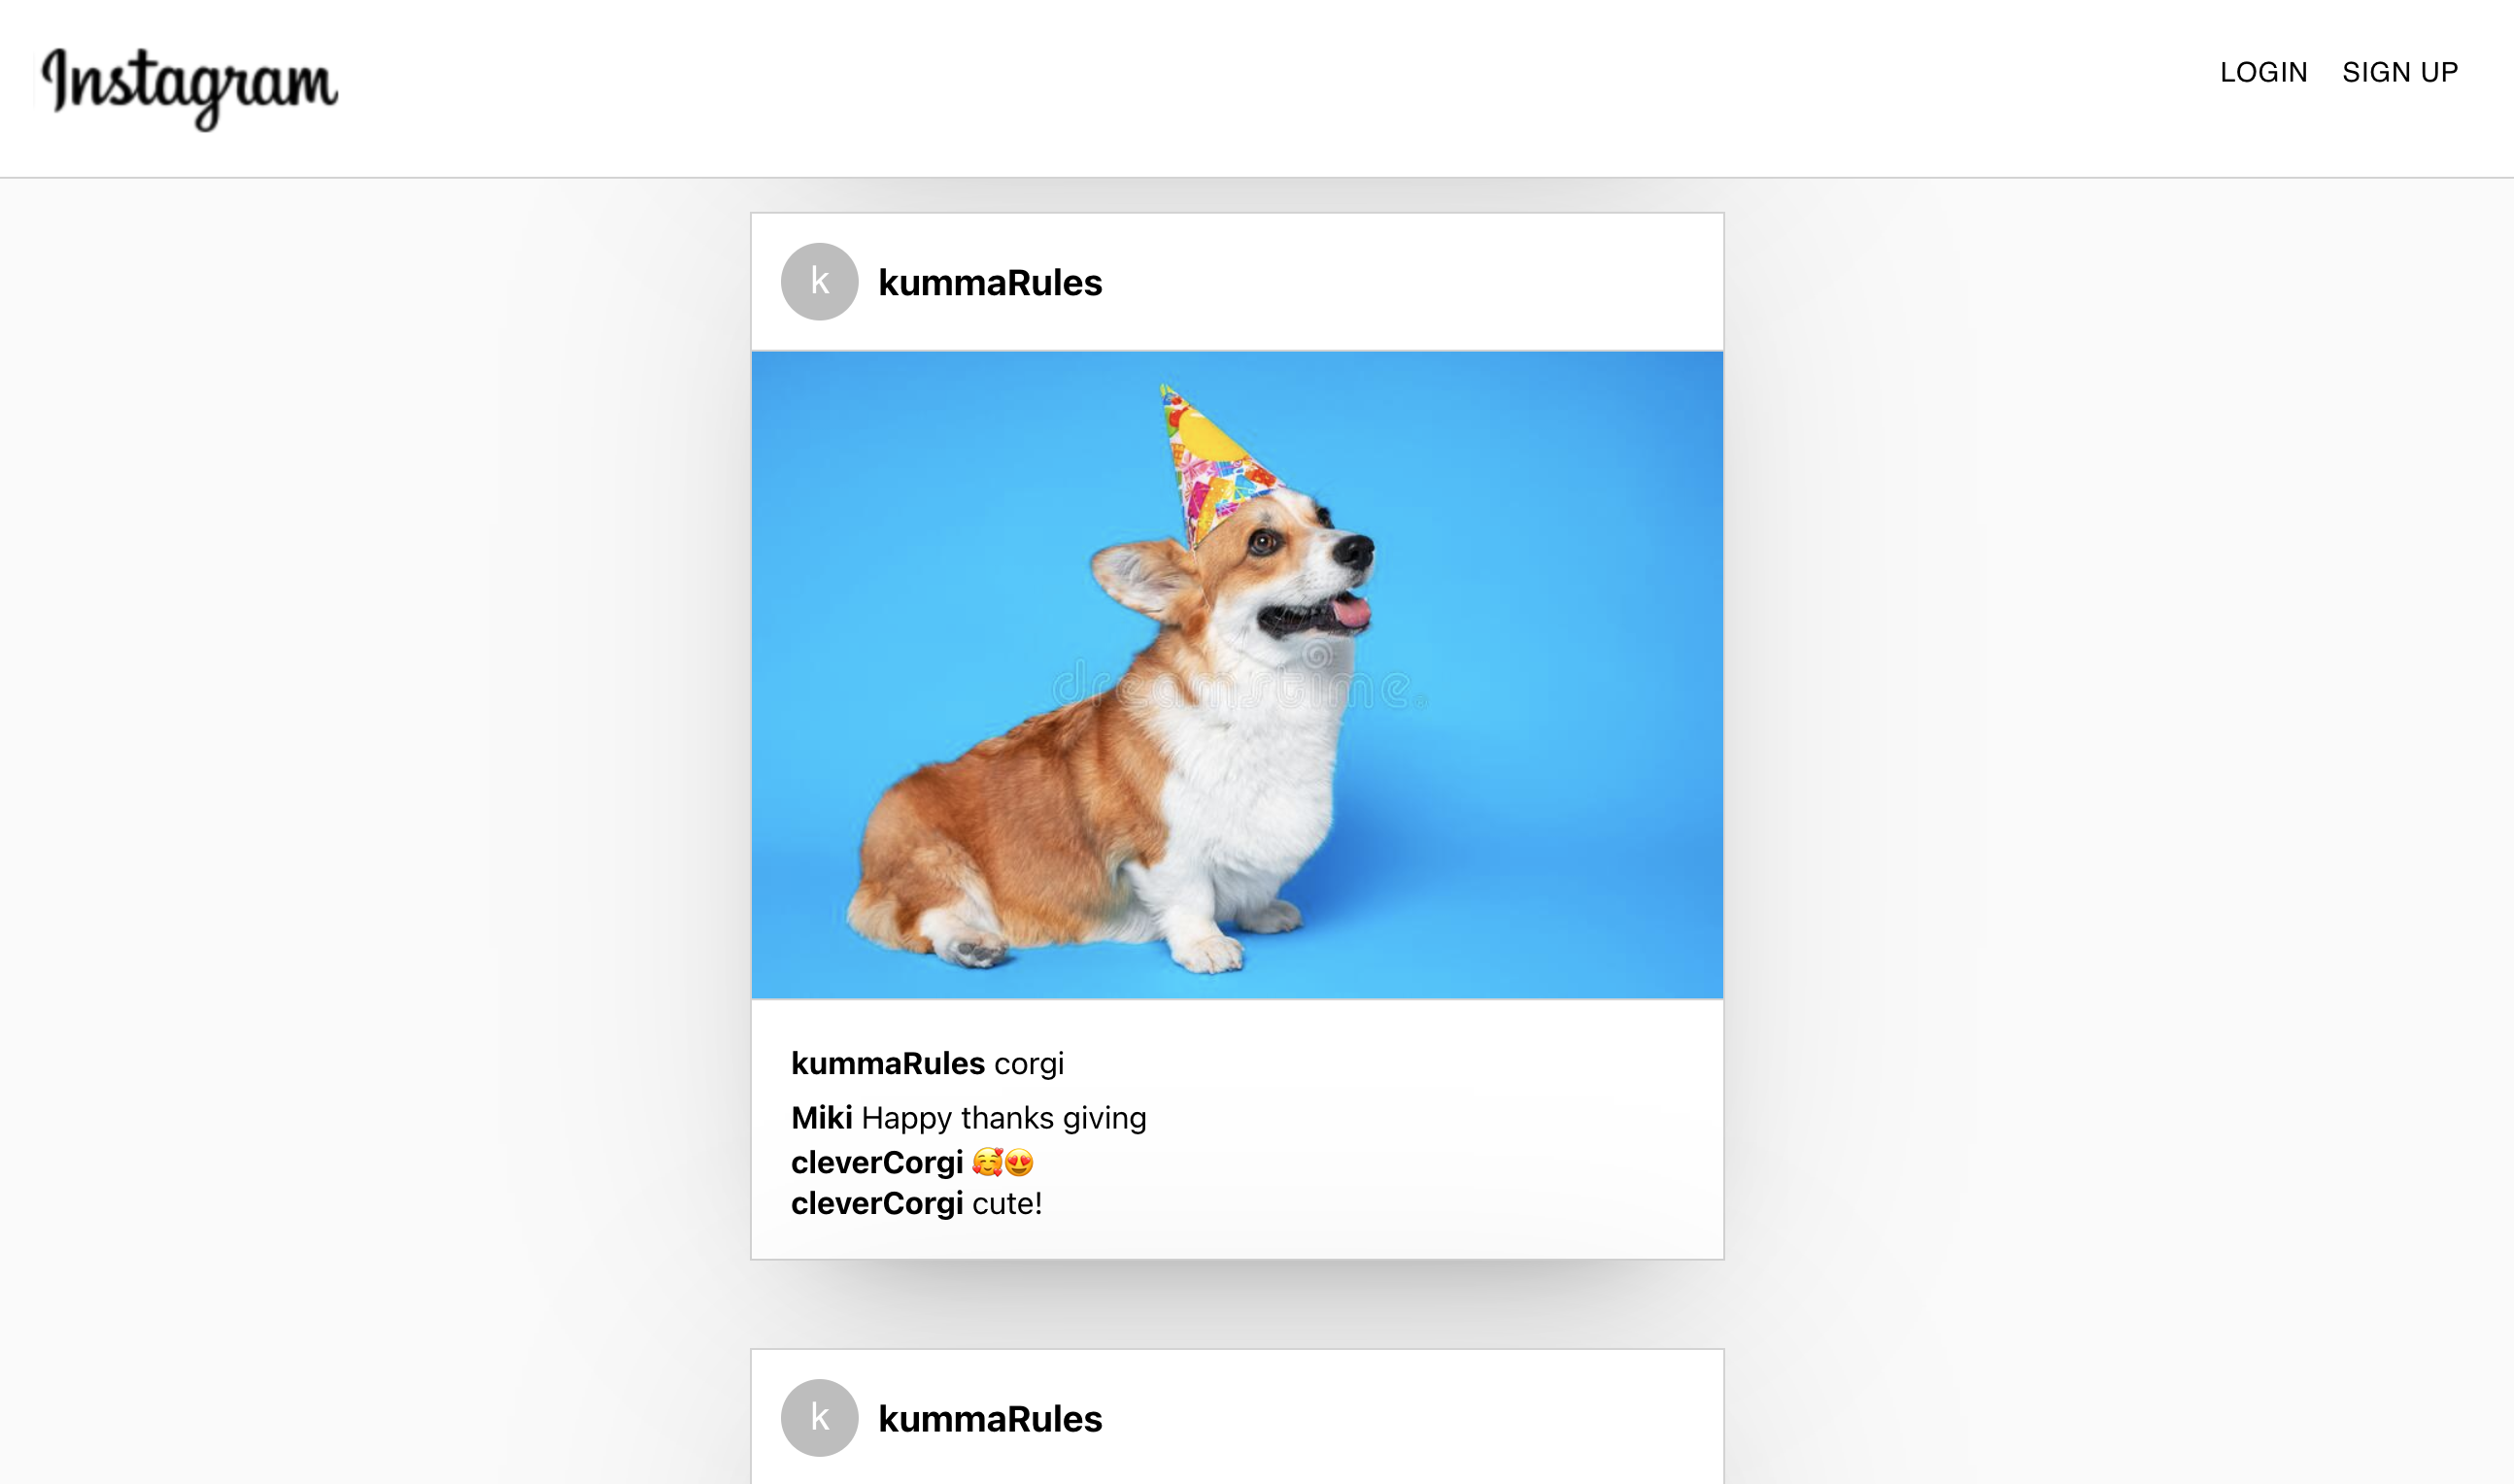 Instagram
LOGIN SIGN UP
k kummaRules
dreamstime.
kummaRules corgi
Miki Happy thanks giving
cleverCorgi 🥰😍
cleverCorgi cute!
k kummaRules